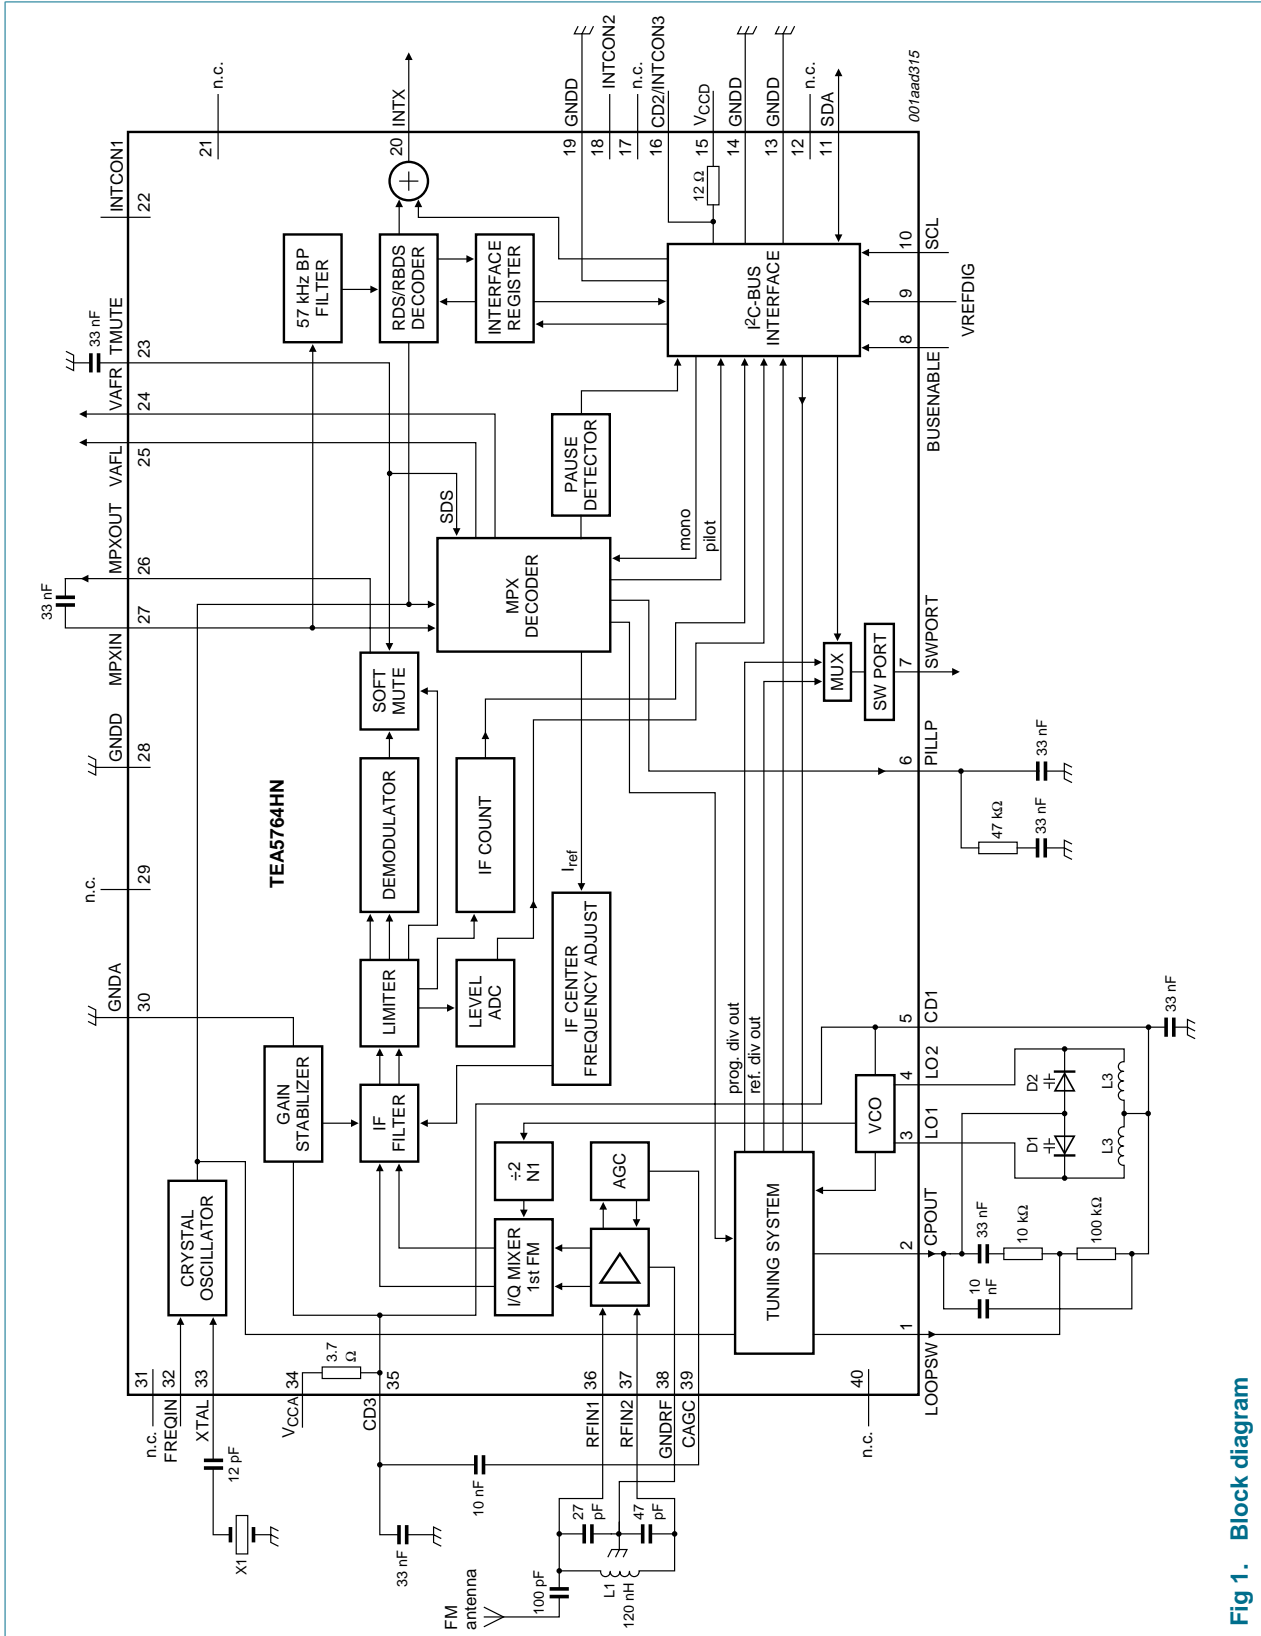 n.c.
21
INTCON1
22
20
INTX
19
GNDD
18
INTCON2
17
n.c.
16
CD2/INTCON3
15
VCCD
12 Ω
14
GNDD
13
GNDD
12
n.c.
11
SDA
001aad315
33 nF
TMUTE
23
VAFR
24
VAFL
25
MPXOUT
26
33 nF
27
MPXIN
GNDD
28
n.c.
29
GNDA
30
57 kHz BP
FILTER
RDS/RBDS
DECODER
INTERFACE
REGISTER
I2C-BUS
INTERFACE
10
SCL
9
VREFDIG
8
BUSENABLE
SDS
MPX
DECODER
PAUSE
DETECTOR
mono
pilot
TEA5764HN
SOFT
MUTE
DEMODULATOR
IF COUNT
Iref
LIMITER
LEVEL
ADC
IF CENTER
FREQUENCY ADJUST
MUX
SW PORT
7
SWPORT
6
PILLP
33 nF
47 kΩ
33 nF
GAIN
STABILIZER
IF
FILTER
prog. div out
ref. div out
CRYSTAL
OSCILLATOR
÷2
N1
I/Q MIXER
1st FM
AGC
VCO
TUNING SYSTEM
5
CD1
33 nF
4
LO2
3
LO1
D2
L3
D1
L3
2
CPOUT
33 nF
10 kΩ
100 kΩ
10
nF
1
LOOPSW
31
n.c.
32
FREQIN
33
XTAL
12 pF
X1
34
VCCA
3.7
Ω
35
CD3
33 nF
10 nF
36
RFIN1
37
RFIN2
38
GNDRF
39
CAGC
40
n.c.
27
pF
47
pF
L1
120 nH
100 pF
FM
antenna
Fig 1. Block diagram